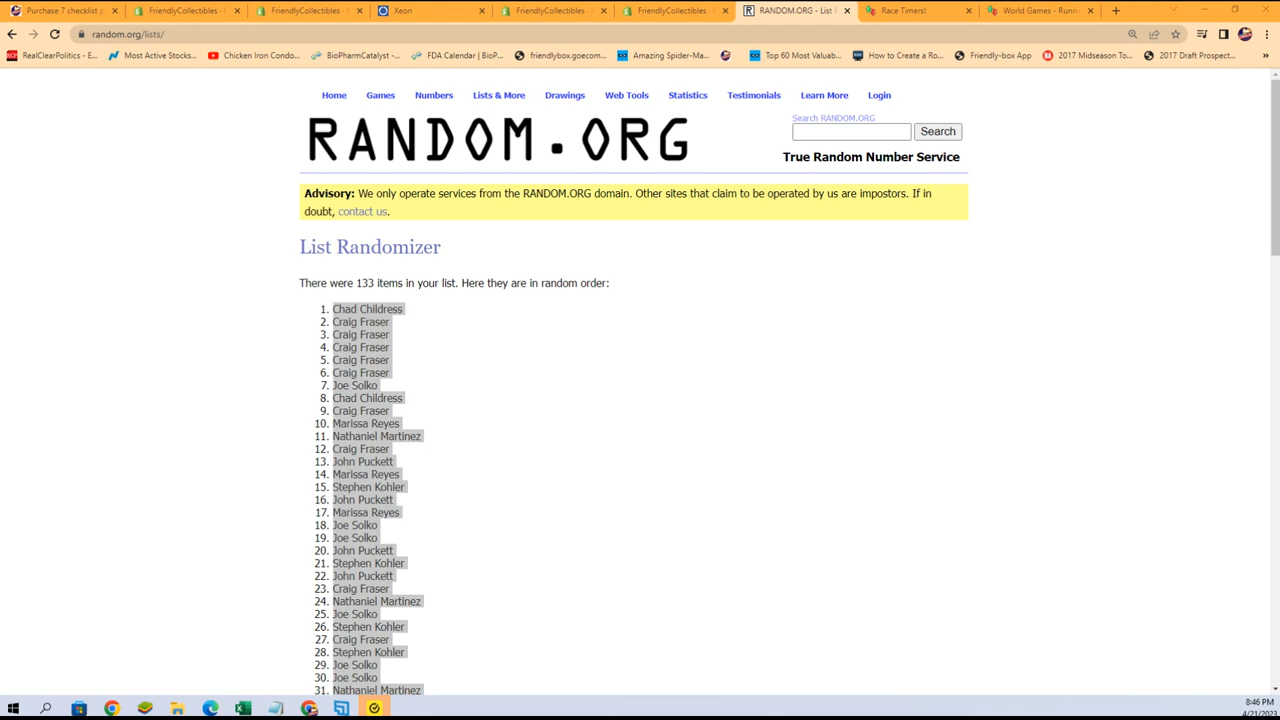 Purchase 7 checklist p
FriendlyCollectibles - O
FriendlyCollectibles - O
Xeon
FriendlyCollectibles - O
FriendlyCollectibles - O
RANDOM.ORG - List R
Race Timers!
World Games - Runni
random.org/lists/
RealClearPolitics - E...
Most Active Stocks...
Chicken Iron Condo...
BioPharmCatalyst -...
FDA Calendar | BioP...
friendlybox.goecom...
Amazing Spider-Ma...
Top 60 Most Valuab...
How to Create a Ro...
Friendly-box App
2017 Midseason To...
2017 Draft Prospect...
Home Games Numbers Lists & More Drawings Web Tools Statistics Testimonials Learn More Login
RANDOM.ORG
Search RANDOM.ORG
Search
True Random Number Service
Advisory: We only operate services from the RANDOM.ORG domain. Other sites that claim to be operated by us are impostors. If in
doubt, contact us.
List Randomizer
There were 133 items in your list. Here they are in random order:
1. Chad Childress
2. Craig Fraser
3. Craig Fraser
4. Craig Fraser
5. Craig Fraser
6. Craig Fraser
7. Joe Solko
8. Chad Childress
9. Craig Fraser
10. Marissa Reyes
11. Nathaniel Martinez
12. Craig Fraser
13. John Puckett
14. Marissa Reyes
15. Stephen Kohler
16. John Puckett
17. Marissa Reyes
18. Joe Solko
19. Joe Solko
20. John Puckett
21. Stephen Kohler
22. John Puckett
23. Craig Fraser
24. Nathaniel Martinez
25. Joe Solko
26. Stephen Kohler
27. Craig Fraser
28. Stephen Kohler
29. Joe Solko
30. Joe Solko
31. Nathaniel Martinez
8:46 PM
4/21/2023